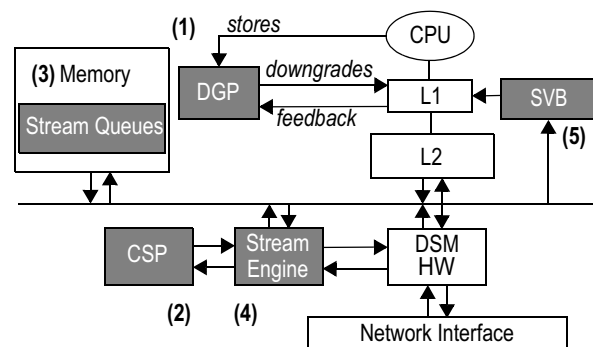 (1)
stores
CPU
(3) Memory
downgrades
DGP
L1
SVB
Stream Queues
feedback
(5)
L2
CSP
Stream
Engine
DSM
HW
(2)
(4)
Network Interface